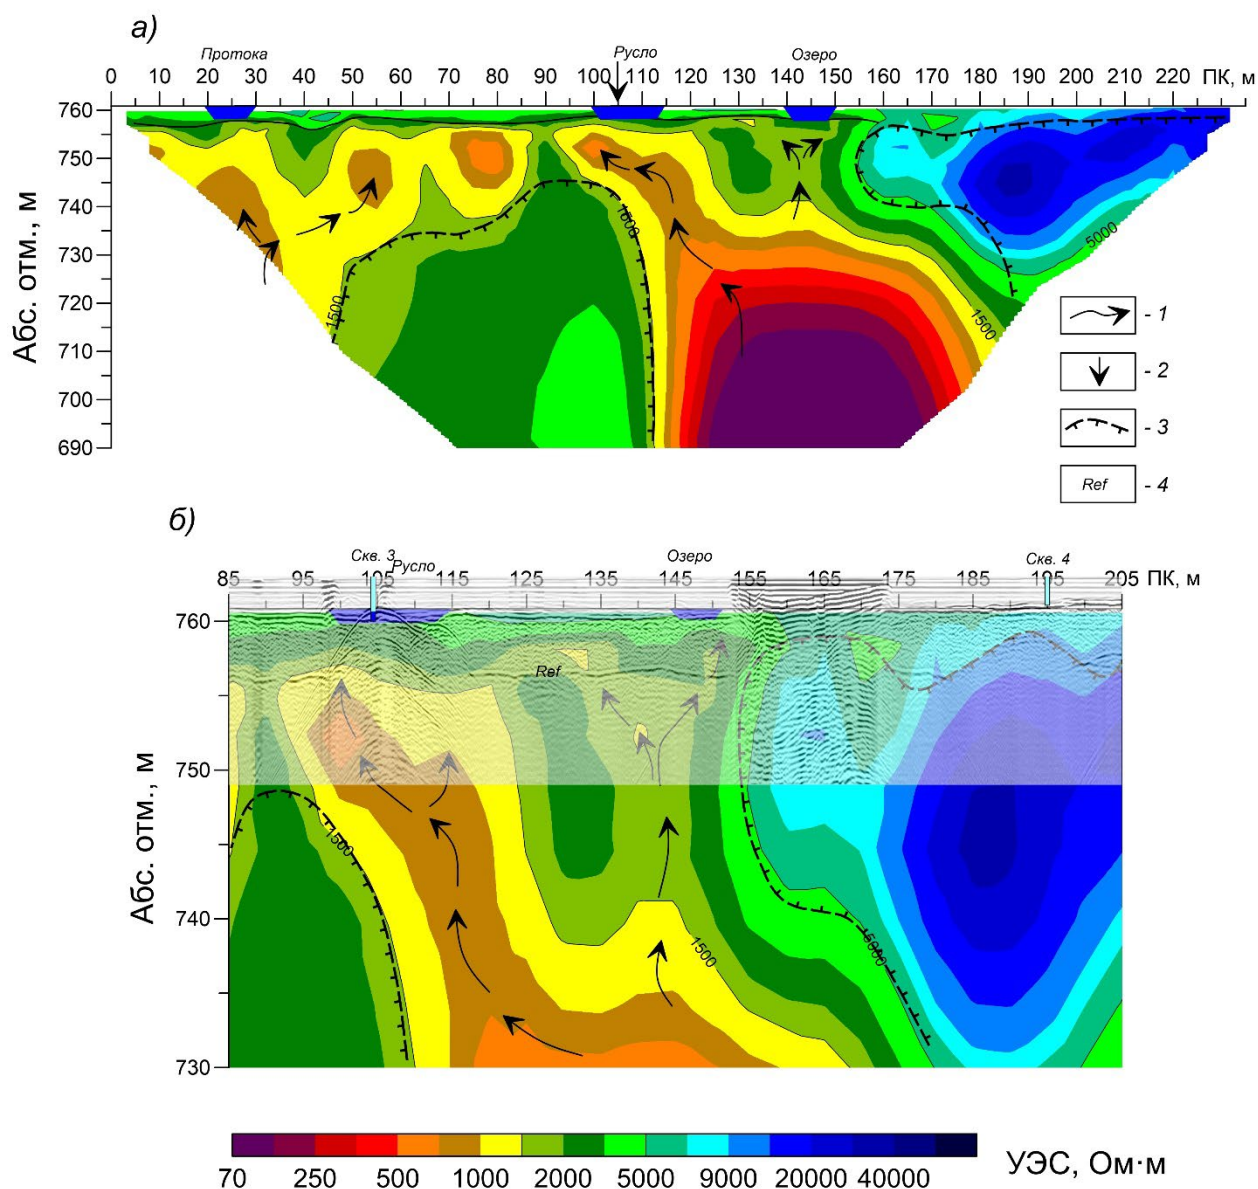 а)
Протока
Русло
Озеро
0 10 20 30 40 50 60 70 80 90 100 110 120 130 140 150 160 170 180 190 200 210 220 ПК, м
760
750
740
730
720
710
700
690
Абс. отм., м
1500
1500
1500
5000
- 1
- 2
- 3
Ref - 4
б)
Скв. 3
Русло
Озеро
Скв. 4
85 95 105 115 125 135 145 155 165 175 185 195 205 ПК, м
760
750
740
730
Абс. отм., м
Ref
1500
1500
5000
70 250 500 1000 2000 5000 9000 20000 40000
УЭС, Ом·м